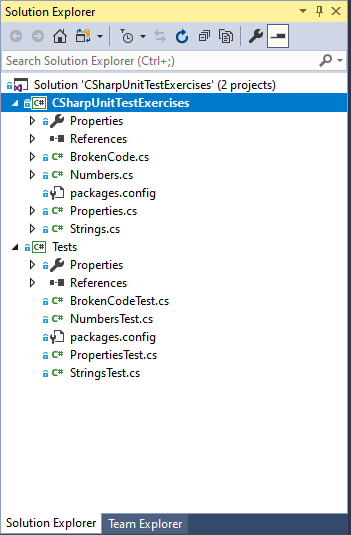 Solution Explorer
Search Solution Explorer (Ctrl+;)
Solution 'CSharpUnitTestExercises' (2 projects)
C# CSharpUnitTestExercises
Properties
References
C# BrokenCode.cs
C# Numbers.cs
packages.config
C# Properties.cs
C# Strings.cs
C# Tests
Properties
References
C# BrokenCodeTest.cs
C# NumbersTest.cs
packages.config
C# PropertiesTest.cs
C# StringsTest.cs
Solution Explorer Team Explorer